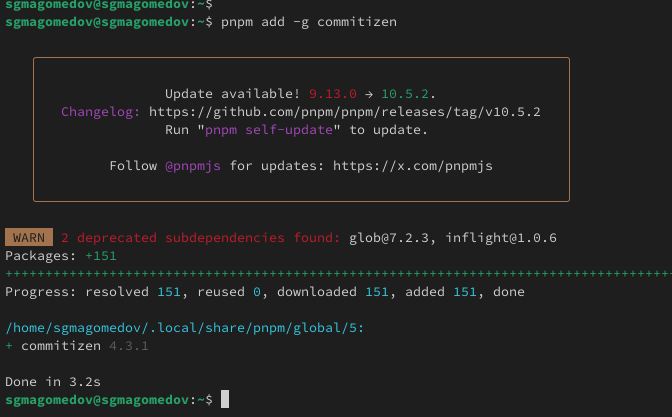 sgmagomedov@sgmagomedov:~$
sgmagomedov@sgmagomedov:~$ pnpm add -g commitizen
Update available! 9.13.0 → 10.5.2.
Changelog: https://github.com/pnpm/pnpm/releases/tag/v10.5.2
Run "pnpm self-update" to update.
Follow @pnpmjs for updates: https://x.com/pnpmjs
WARN 2 deprecated subdependencies found: glob@7.2.3, inflight@1.0.6
Packages: +151
++++++++++++++++++++++++++++++++++++++++++++++++++++++++++++++++++++++++++++++++++++
Progress: resolved 151, reused 0, downloaded 151, added 151, done
/home/sgmagomedov/.local/share/pnpm/global/5:
+ commitizen 4.3.1
Done in 3.2s
sgmagomedov@sgmagomedov:~$